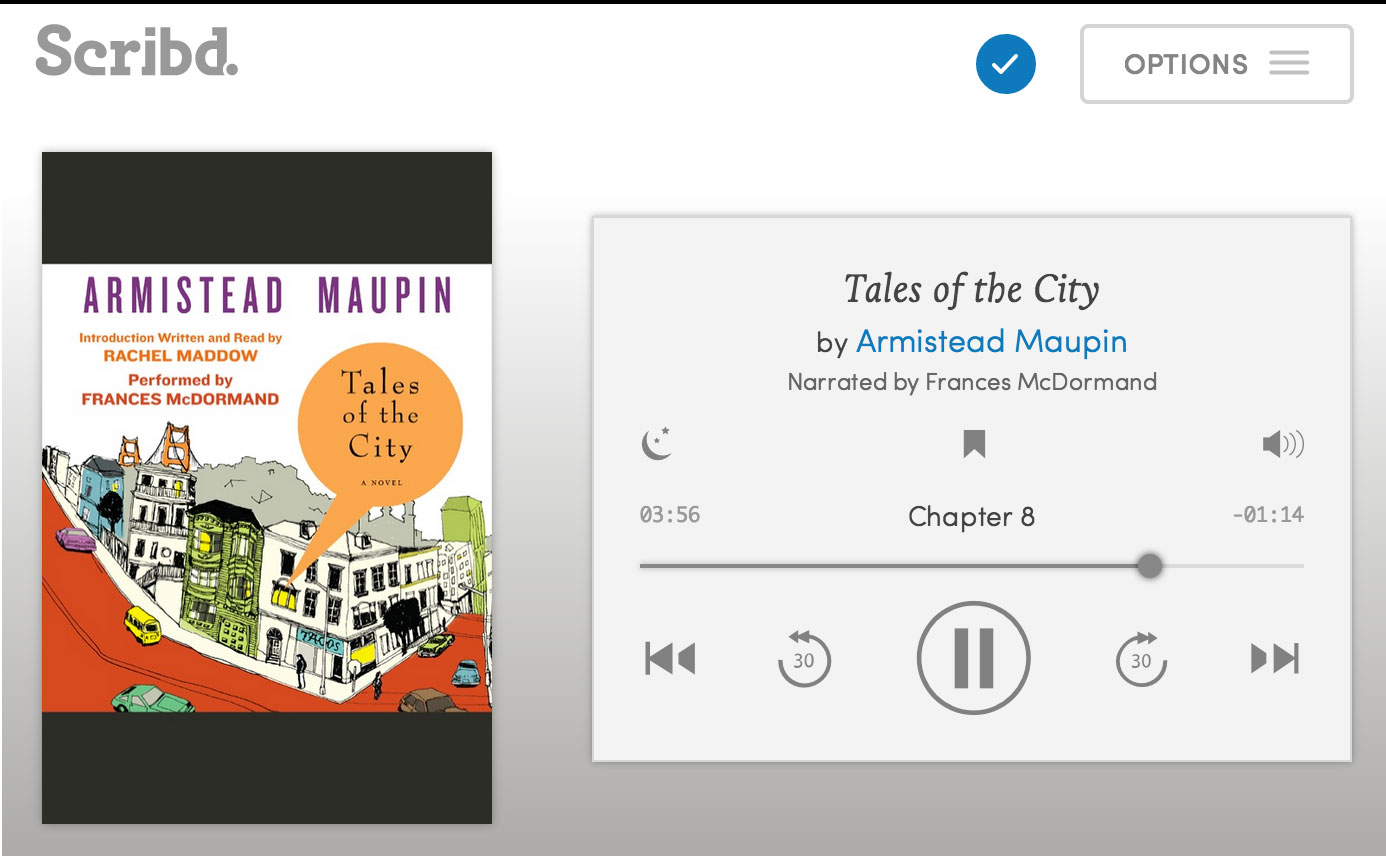 Scribd.
OPTIONS
ARMISTEAD MAUPIN
Introduction Written and Read by
RACHEL MADDOW
Performed by
FRANCES McDORMAND
Tales
of the
City
A NOVEL
TACOS
Tales of the City
by Armistead Maupin
Narrated by Frances McDormand
03:56
Chapter 8
-01:14
30
30